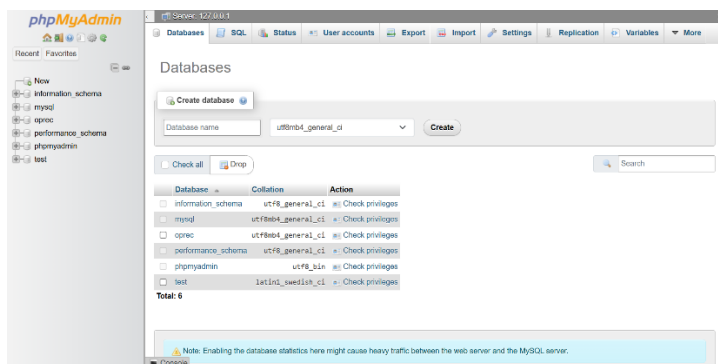 phpMyAdmin
Recent Favorites
New
information_schema
mysql
oprec
performance_schema
phpmyadmin
test
Server: 127.0.0.1
Databases SQL Status User accounts Export Import Settings Replication Variables More
Databases
Create database
Database name utf8mb4_general_ci Create
Check all Drop Search
Database Collation Action
information_schema utf8_general_ci Check privileges
mysql utf8mb4_general_ci Check privileges
oprec utf8mb4_general_ci Check privileges
performance_schema utf8_general_ci Check privileges
phpmyadmin utf8_bin Check privileges
test latin1_swedish_ci Check privileges
Total: 6
Note: Enabling the database statistics here might cause heavy traffic between the web server and the MySQL server.
Console